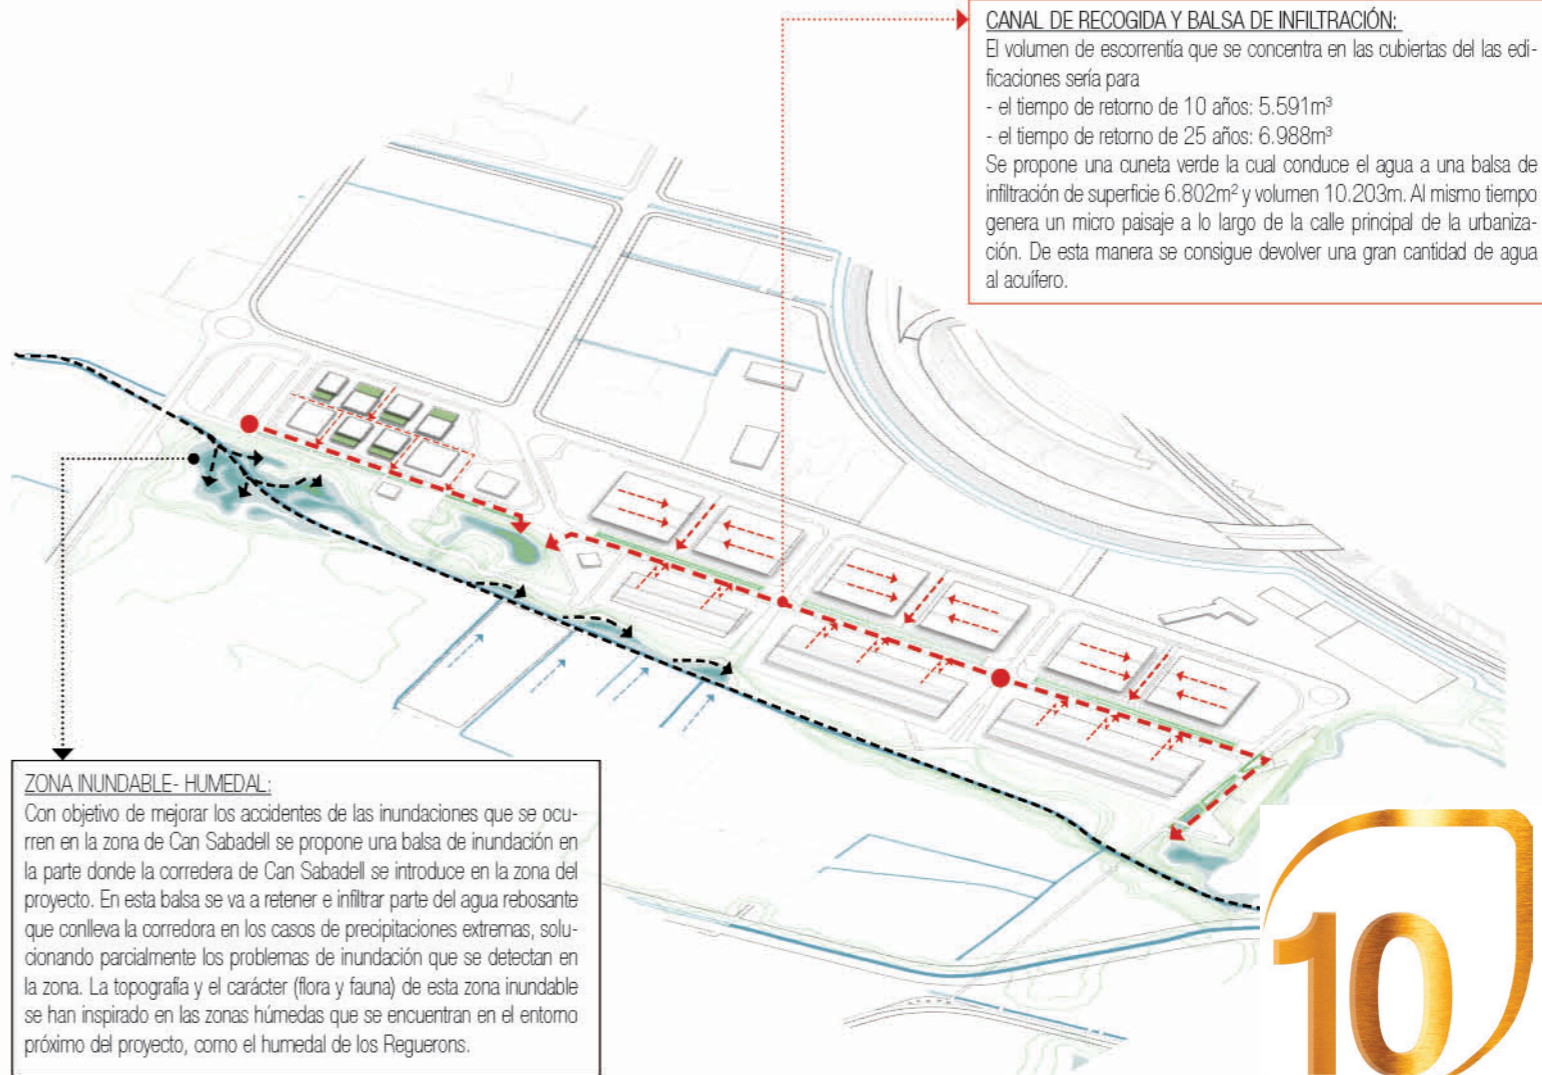 CANAL DE RECOGIDA Y BALSA DE INFILTRACIÓN:
El volumen de escorrentía que se concentra en las cubiertas del las edi-
ficaciones sería para
- el tiempo de retorno de 10 años: 5.591m³
- el tiempo de retorno de 25 años: 6.988m³
Se propone una cuneta verde la cual conduce el agua a una balsa de
infiltración de superficie 6.802m² y volumen 10.203m. Al mismo tiempo
genera un micro paisaje a lo largo de la calle principal de la urbaniza-
ción. De esta manera se consigue devolver una gran cantidad de agua
al acuífero.
ZONA INUNDABLE- HUMEDAL:
Con objetivo de mejorar los accidentes de las inundaciones que se ocu-
rren en la zona de Can Sabadell se propone una balsa de inundación en
la parte donde la corredera de Can Sabadell se introduce en la zona del
proyecto. En esta balsa se va a retener e infiltrar parte del agua rebosante
que conlleva la corredora en los casos de precipitaciones extremas, solu-
cionando parcialmente los problemas de inundación que se detectan en
la zona. La topografía y el carácter (flora y fauna) de esta zona inundable
se han inspirado en las zonas húmedas que se encuentran en el entorno
próximo del proyecto, como el humedal de los Reguerons.
10